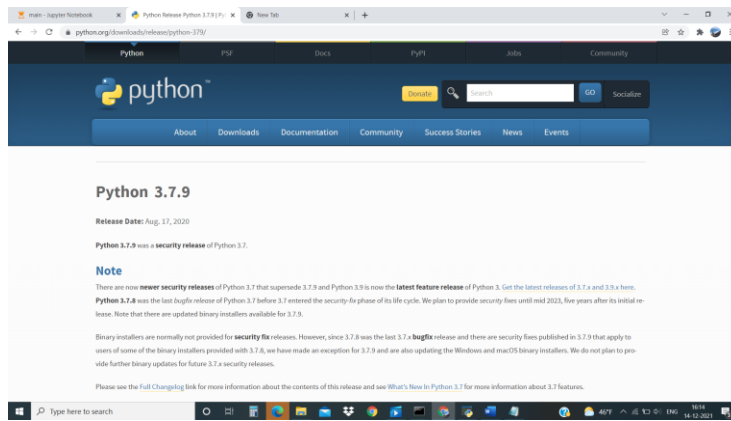 main - Jupyter Notebook
Python Release Python 3.7.9 | Py
New Tab
python.org/downloads/release/python-379/
Python PSF Docs PyPI Jobs Community
python™
Donate Search GO Socialize
About Downloads Documentation Community Success Stories News Events
Python 3.7.9
Release Date: Aug. 17, 2020
Python 3.7.9 was a security release of Python 3.7.
Note
There are now newer security releases of Python 3.7 that supersede 3.7.9 and Python 3.9 is now the latest feature release of Python 3. Get the latest releases of 3.7.x and 3.9.x here.
Python 3.7.8 was the last bugfix release of Python 3.7 before 3.7 entered the security-fix phase of its life cycle. We plan to provide security fixes until mid 2023, five years after its initial re-
lease. Note that there are updated binary installers available for 3.7.9.
Binary installers are normally not provided for security fix releases. However, since 3.7.8 was the last 3.7.x bugfix release and there are security fixes published in 3.7.9 that apply to
users of some of the binary installers provided with 3.7.8, we have made an exception for 3.7.9 and are also updating the Windows and macOS binary installers. We do not plan to pro-
vide further binary updates for future 3.7.x security releases.
Please see the Full Changelog link for more information about the contents of this release and see What's New In Python 3.7 for more information about 3.7 features.
Type here to search
46°F
ENG
16:14
14-12-2021